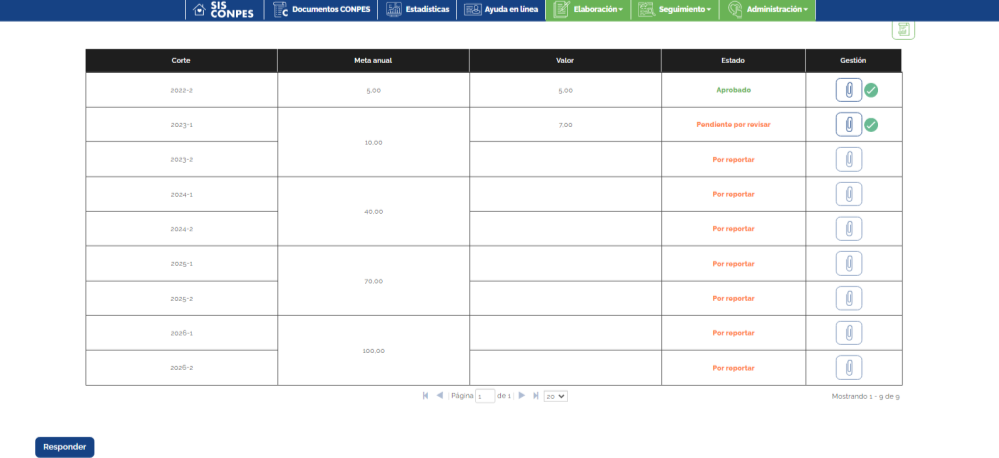 SIS CONPES Documentos CONPES Estadísticas Ayuda en línea Elaboración Seguimiento Administración
Corte Meta anual Valor Estado Gestión
2022-2 5,00 5,00 Aprobado
2023-1 10,00 7,00 Pendiente por revisar
2023-2 Por reportar
2024-1 40,00 Por reportar
2024-2 Por reportar
2025-1 70,00 Por reportar
2025-2 Por reportar
2026-1 100,00 Por reportar
2026-2 Por reportar
Página 1 de 1 20 Mostrando 1 - 9 de 9
Responder